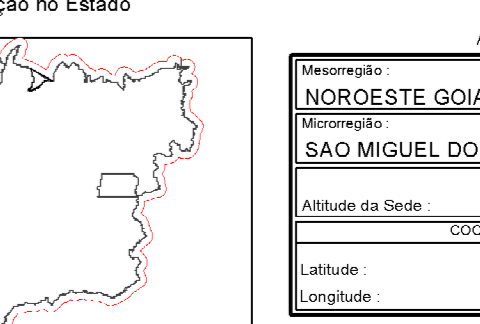 ção no Estado
Mesorregião :
NOROESTE GOIA
Microrregião :
SAO MIGUEL DO
Altitude da Sede :
COO
Latitude :
Longitude :